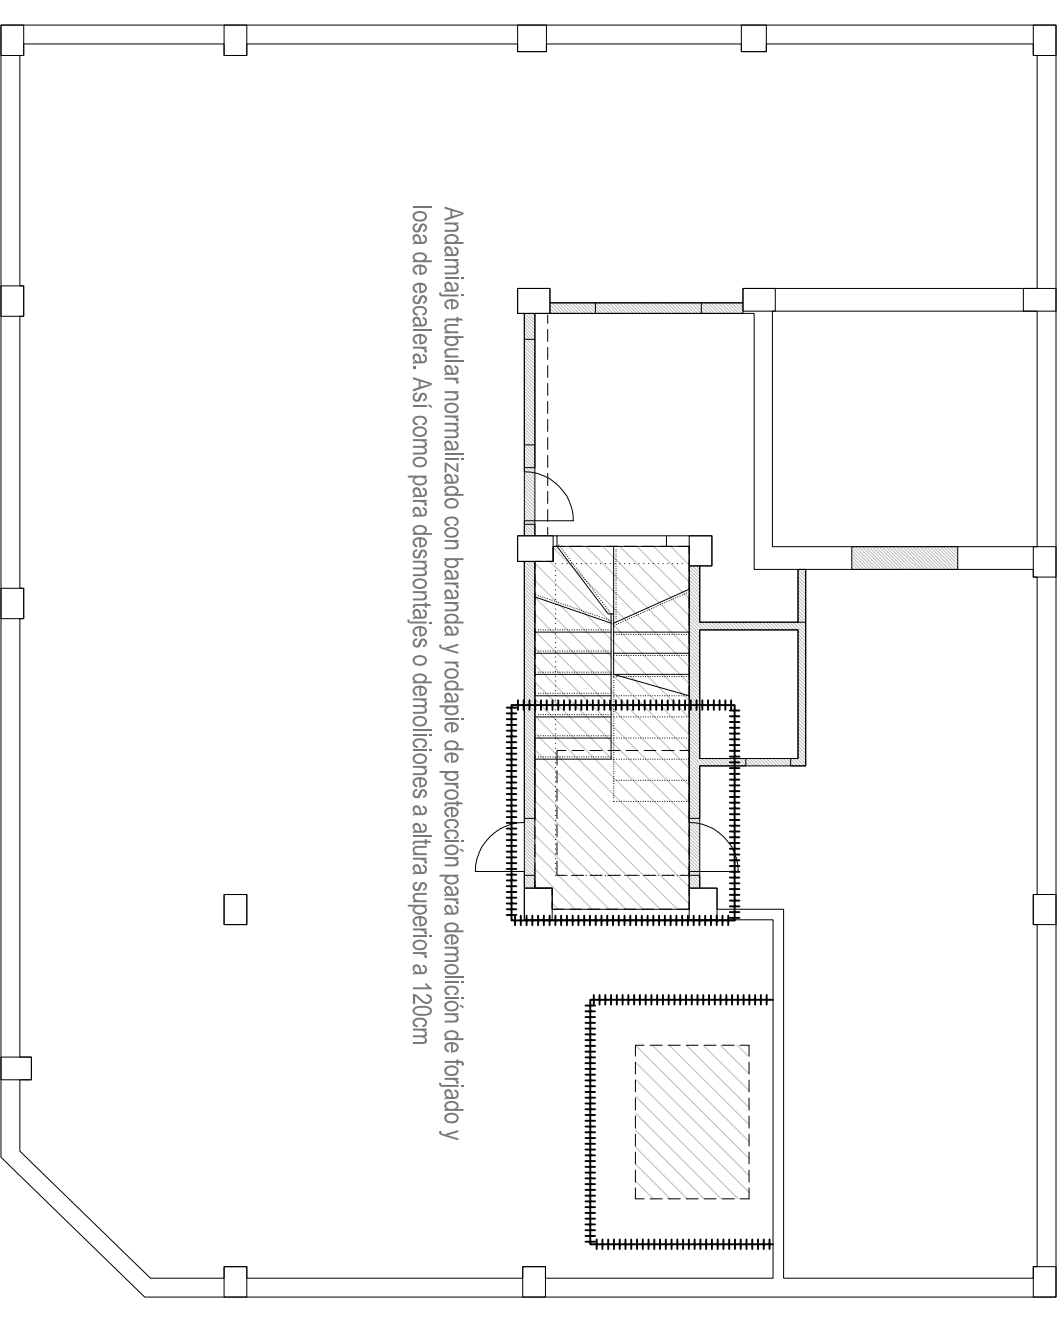 Andamiaje tubular normalizado con baranda y rodapie de protección para demolición de forjado y
losa de escalera. Así como para desmontajes o demoliciones a altura superior a 120cm